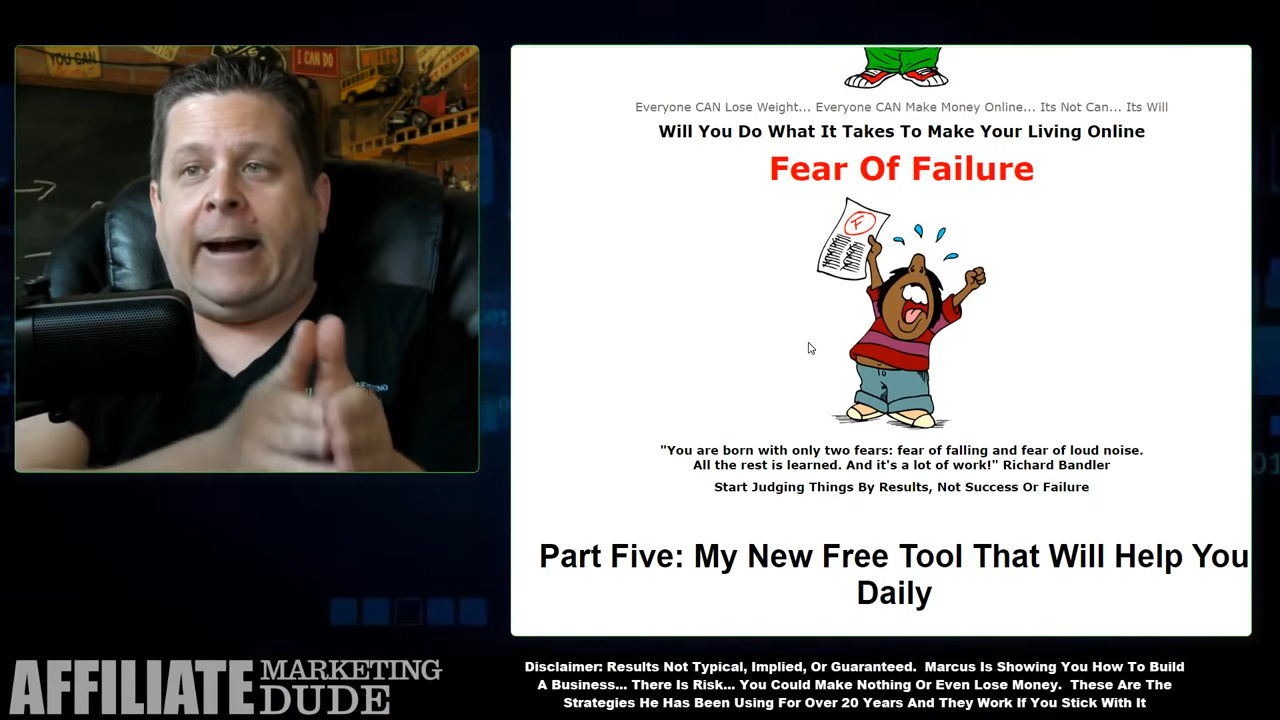 YOU CAN
I CAN DO
WILLYS
Everyone CAN Lose Weight... Everyone CAN Make Money Online... Its Not Can... Its Will
Will You Do What It Takes To Make Your Living Online
Fear Of Failure
F
"You are born with only two fears: fear of falling and fear of loud noise.
All the rest is learned. And it's a lot of work!" Richard Bandler
Start Judging Things By Results, Not Success Or Failure
Part Five: My New Free Tool That Will Help You
Daily
AFFILIATE MARKETING
DUDE
Disclaimer: Results Not Typical, Implied, Or Guaranteed. Marcus Is Showing You How To Build
A Business... There Is Risk... You Could Make Nothing Or Even Lose Money. These Are The
Strategies He Has Been Using For Over 20 Years And They Work If You Stick With It